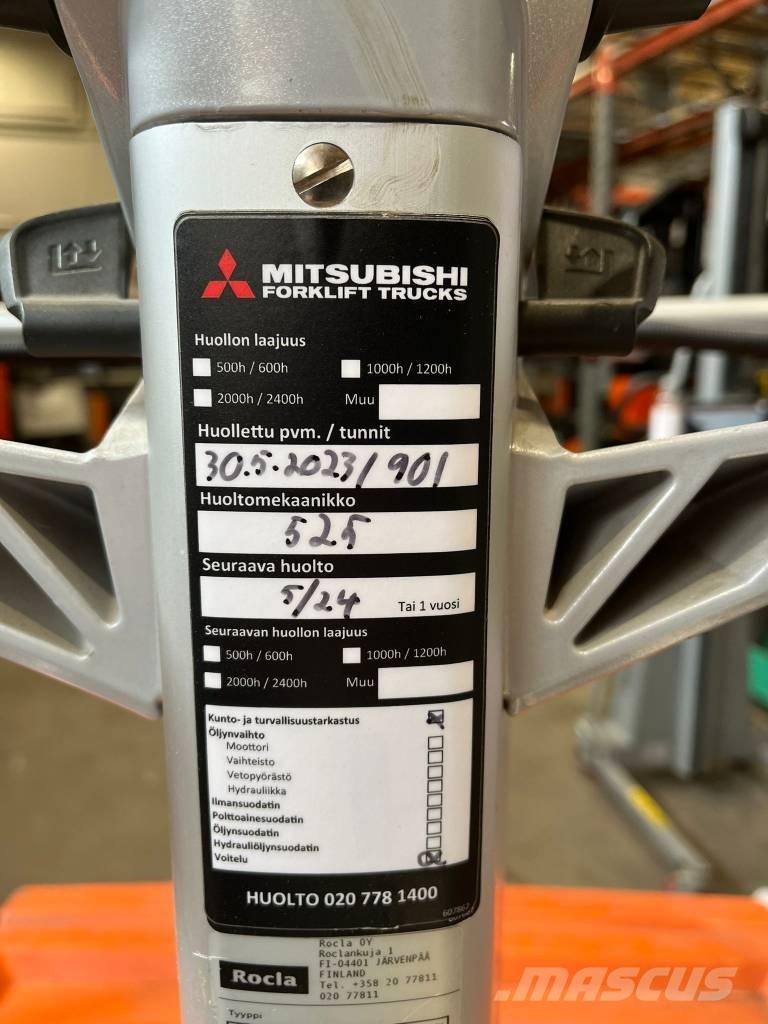 MITSUBISHI
FORKLIFT TRUCKS
Huollon laajuus
500h / 600h 1000h / 1200h
2000h / 2400h Muu
Huollettu pvm. / tunnit
30.5.2023 / 901
Huoltomekaanikko
525
Seuraava huolto
5/24 Tai 1 vuosi
Seuraavan huollon laajuus
500h / 600h 1000h / 1200h
2000h / 2400h Muu
Kunto- ja turvallisuustarkastus
Öljynvaihto
Moottori
Vaihteisto
Vetopyörästö
Hydrauliikka
Ilmansuodatin
Polttoainesuodatin
Öljynsuodatin
Hydrauliöljynsuodatin
Voitelu
HUOLTO 020 778 1400
607867
Rocla
Rocla OY
Roclankuja 1
FI-04401 JÄRVENPÄÄ
FINLAND
Tel. +358 20 77811
020 77811
Tyyppi
MASCUS